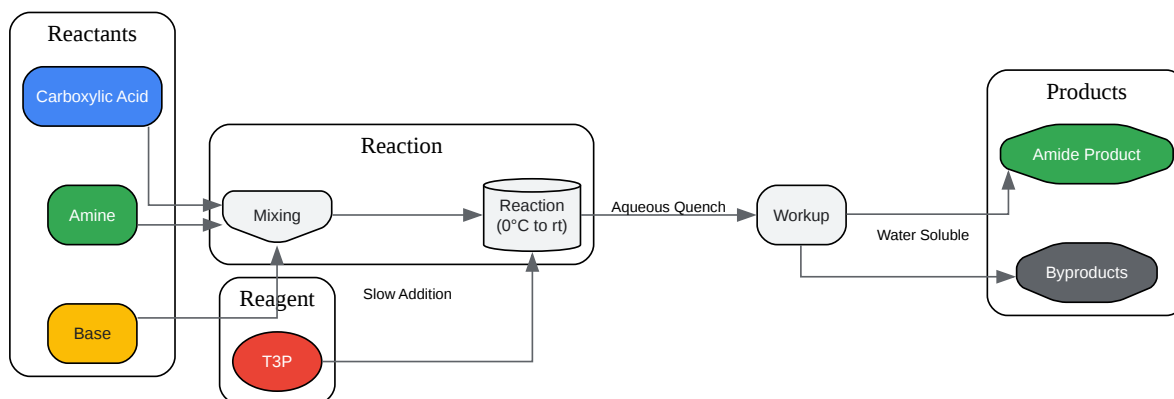 Reactants
Carboxylic Acid
Amine
Base
Reaction
Mixing
Reaction
(0°C to rt)
Reagent
T3P
Slow Addition
Aqueous Quench
Workup
Water Soluble
Products
Amide Product
Byproducts